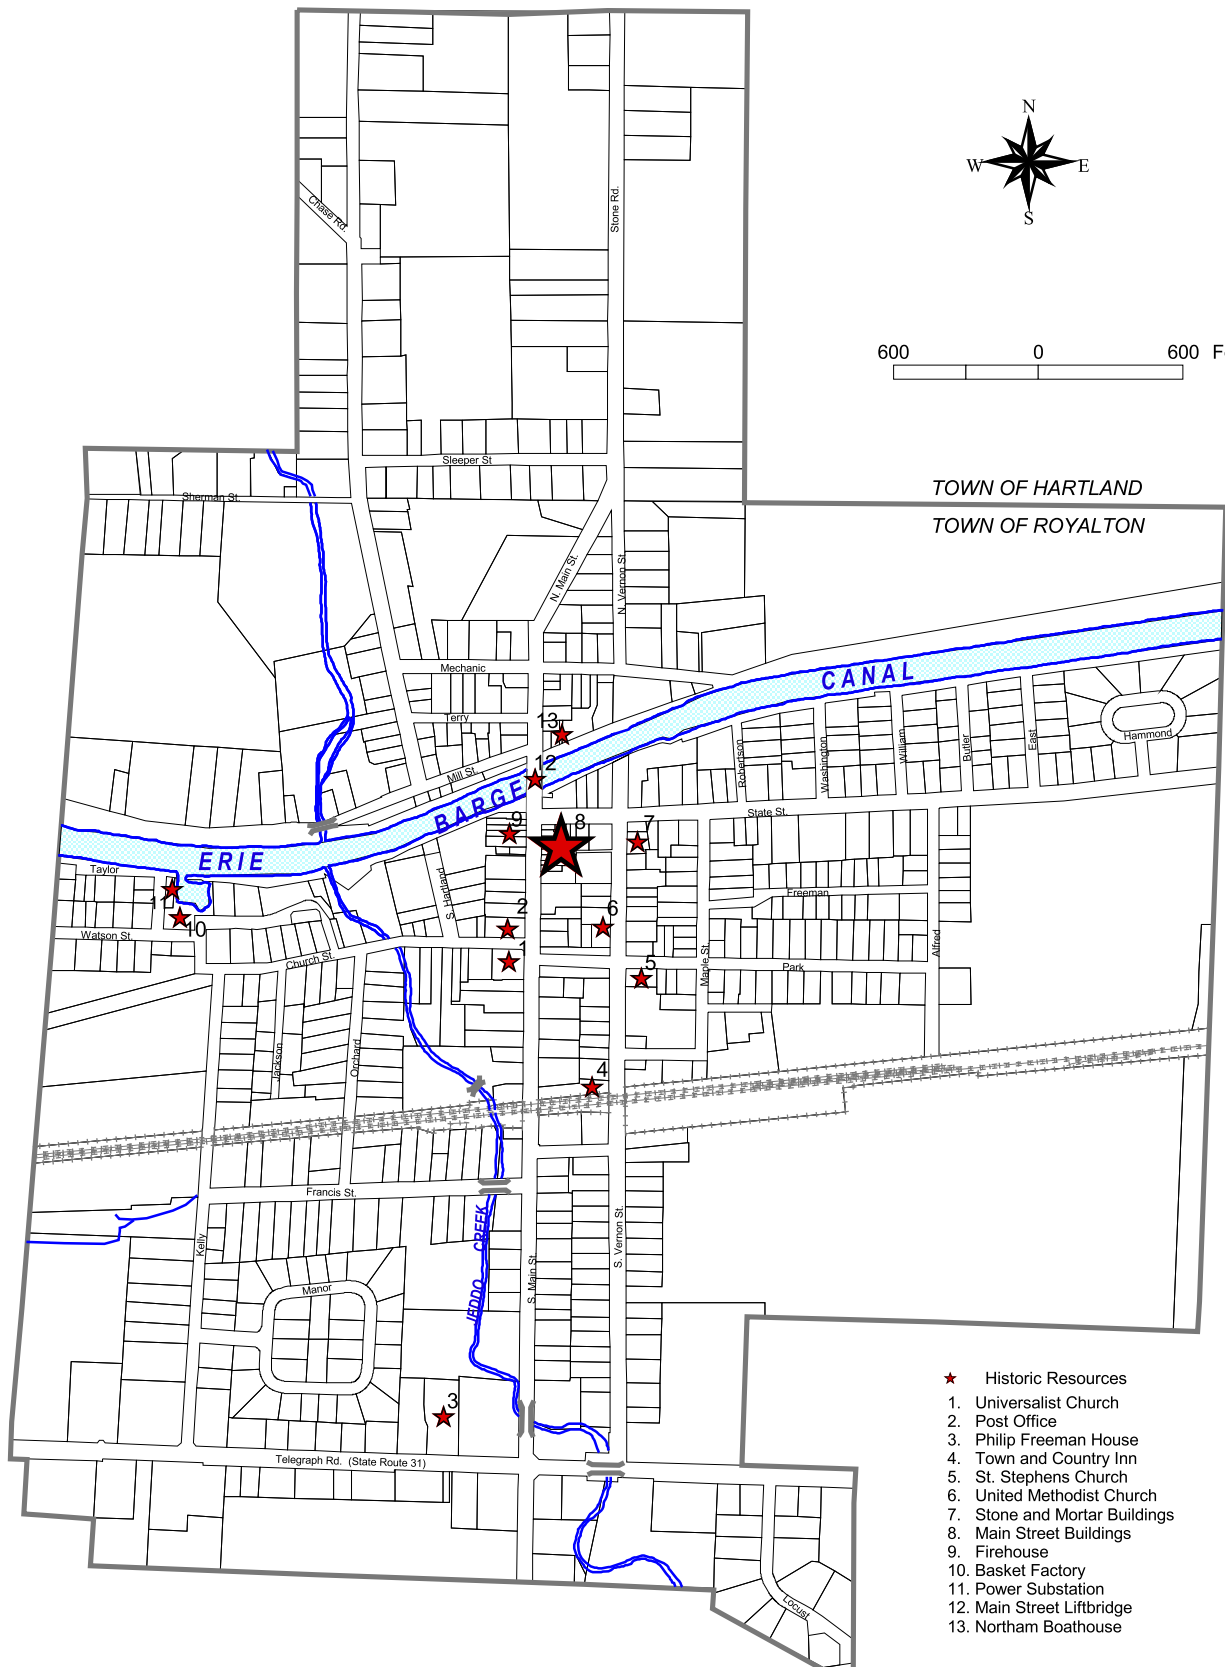 N
W E
S
Chase Rd.
Stone Rd.
600 0 600 F
Sleeper St
TOWN OF HARTLAND
Sherman St.
TOWN OF ROYALTON
N. Main St.
N. Vernon St
Mechanic
CANAL
Terry
13
Hammond
East
Butler
William
Washington
Robertson
Mill St
12
BARGE
State St.
9
8
7
ERIE
Taylor
S. Hartland
Freeman
11
10
2
6
Watson St.
Alfred
1
Church St.
Maple St.
Park
5
Jackson
Orchard
4
Francis St.
JEDDO CREEK
S. Vernon St.
Kelly
S. Main St.
Manor
3
Telegraph Rd. (State Route 31)
Locust
Historic Resources
1. Universalist Church
2. Post Office
3. Philip Freeman House
4. Town and Country Inn
5. St. Stephens Church
6. United Methodist Church
7. Stone and Mortar Buildings
8. Main Street Buildings
9. Firehouse
10. Basket Factory
11. Power Substation
12. Main Street Liftbridge
13. Northam Boathouse